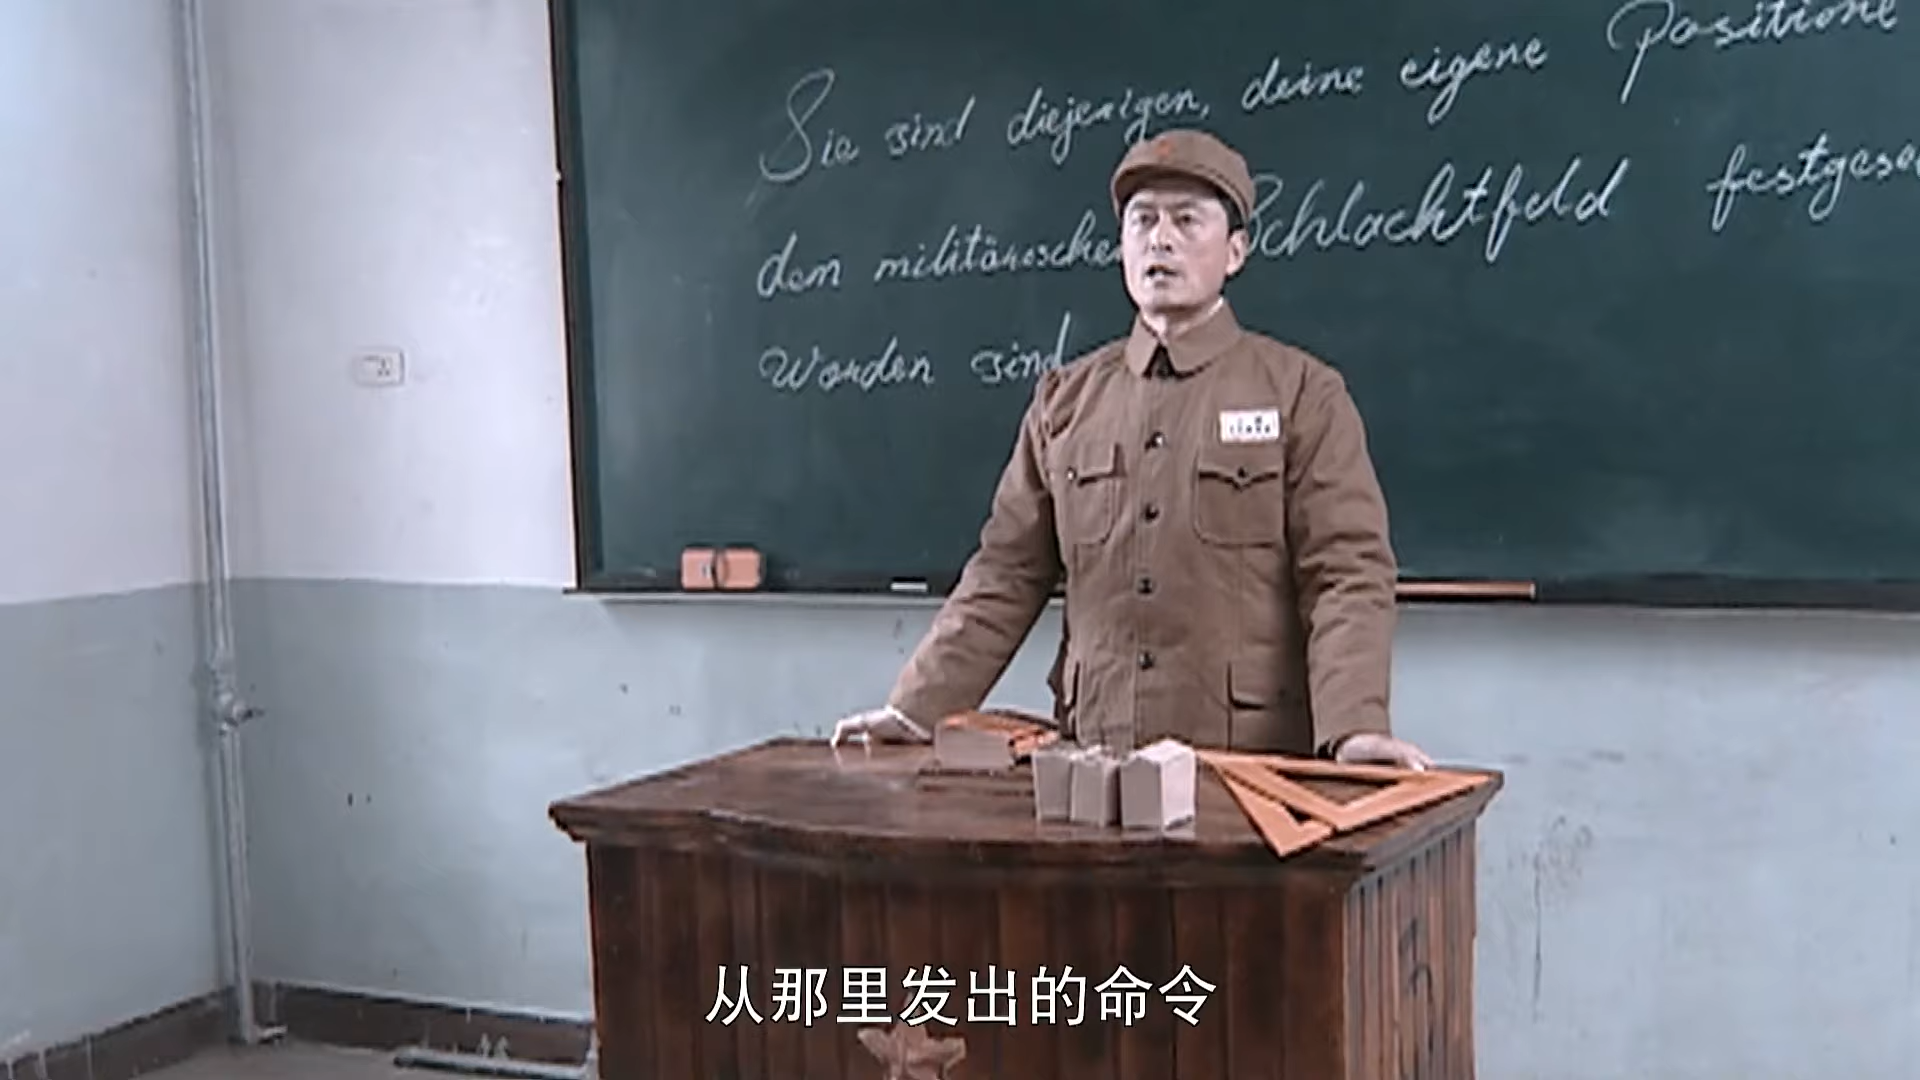 Sie sind diejenigen, deine eigene Positione
dem militärischen Schlachtfeld festgese
Worden sind
从那里发出的命令